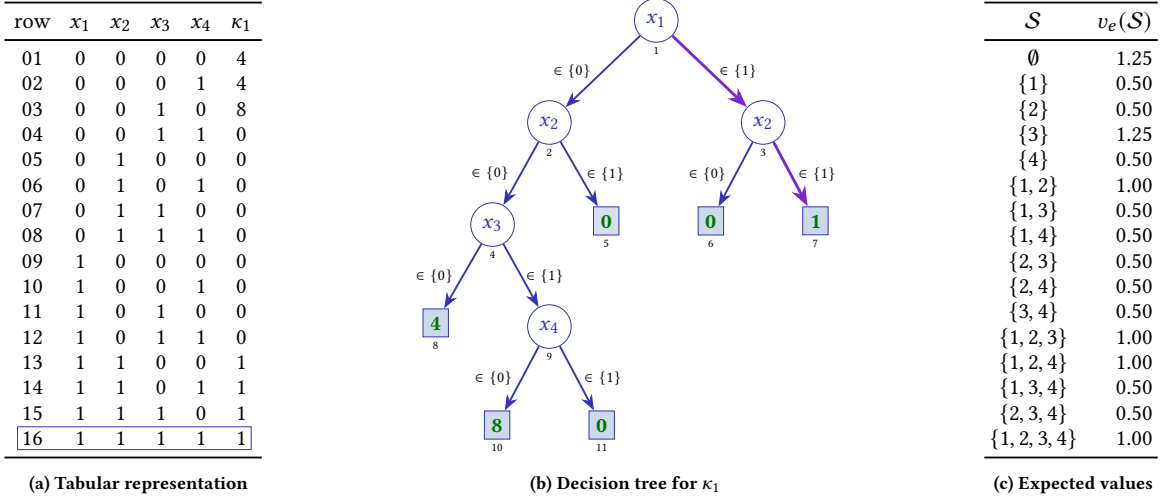 row x₁ x₂ x₃ x₄ κ₁
01 0 0 0 0 4
02 0 0 0 1 4
03 0 0 1 0 8
04 0 0 1 1 0
05 0 1 0 0 0
06 0 1 0 1 0
07 0 1 1 0 0
08 0 1 1 1 0
09 1 0 0 0 0
10 1 0 0 1 0
11 1 0 1 0 0
12 1 0 1 1 0
13 1 1 0 0 1
14 1 1 0 1 1
15 1 1 1 0 1
16 1 1 1 1 1
(a) Tabular representation
x₁
1
∈ {0} ∈ {1}
x₂ x₂
2 3
∈ {0} ∈ {1} ∈ {0} ∈ {1}
x₃ 0 0 1
4 5 6 7
∈ {0} ∈ {1}
4 x₄
8 9
∈ {0} ∈ {1}
8 0
10 11
(b) Decision tree for κ₁
𝒮 υₑ(𝒮)
∅ 1.25
{1} 0.50
{2} 0.50
{3} 1.25
{4} 0.50
{1, 2} 1.00
{1, 3} 0.50
{1, 4} 0.50
{2, 3} 0.50
{2, 4} 0.50
{3, 4} 0.50
{1, 2, 3} 1.00
{1, 2, 4} 1.00
{1, 3, 4} 0.50
{2, 3, 4} 0.50
{1, 2, 3, 4} 1.00
(c) Expected values